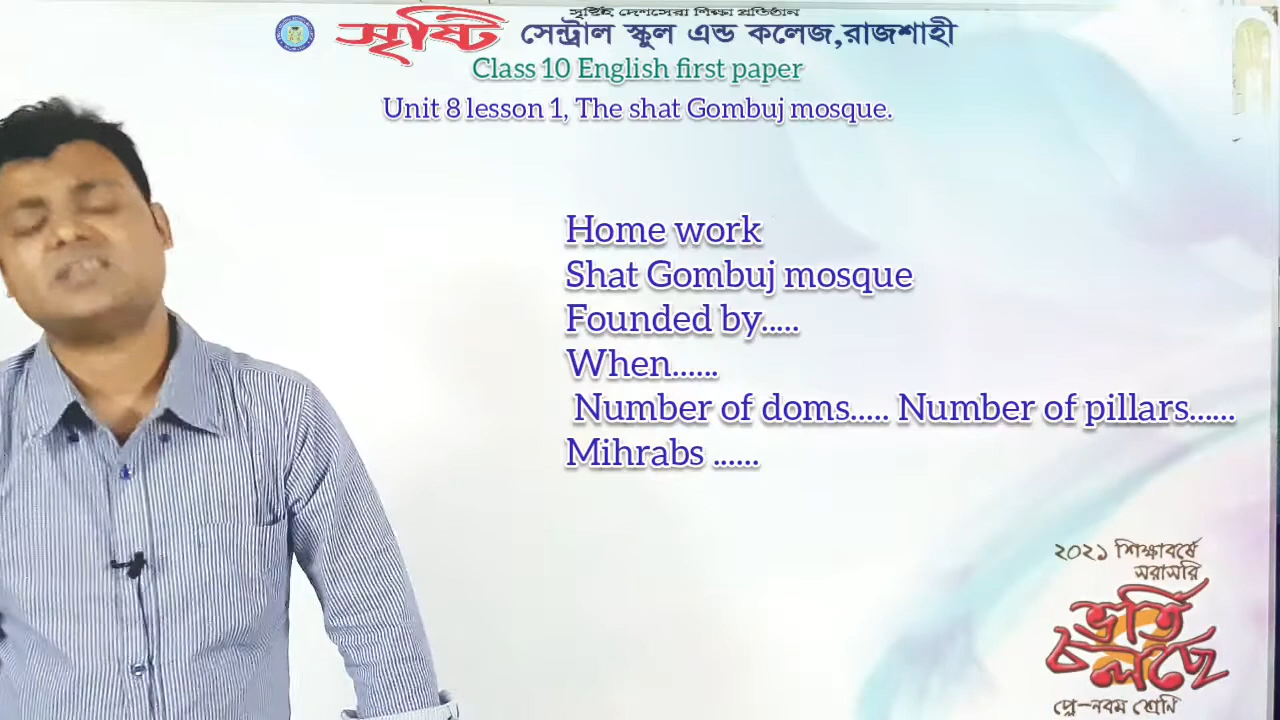 সৃষ্টিই দেশসেরা শিক্ষা প্রতিষ্ঠান
সৃষ্টি সেন্ট্রাল স্কুল এন্ড কলেজ,রাজশাহী
Class 10 English first paper
Unit 8 lesson 1, The shat Gombuj mosque.
Home work
Shat Gombuj mosque
Founded by.....
When......
Number of doms..... Number of pillars......
Mihrabs ......
২০২১ শিক্ষাবর্ষে
সরাসরি
ভর্তি
চলছে
প্লে-নবম শ্রেণি